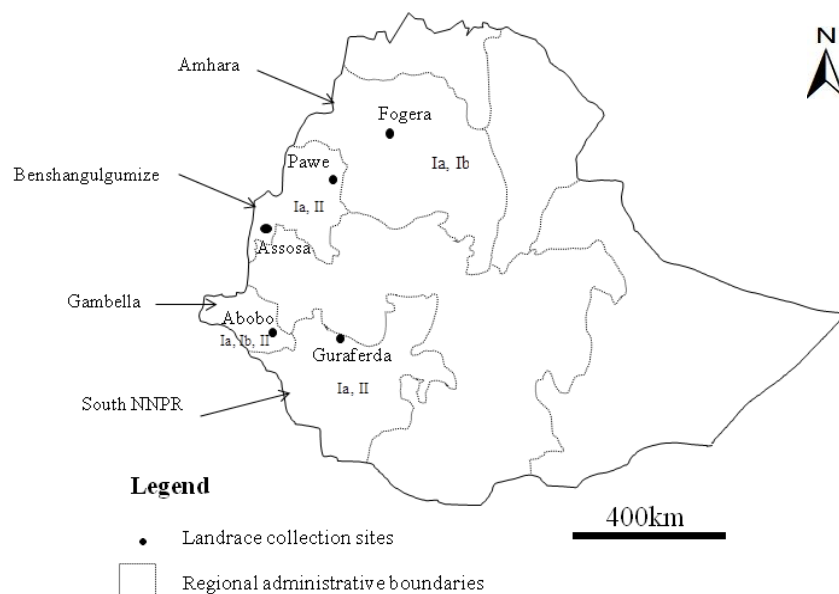 N
Amhara
Fogera
Ia, Ib
Pawe
Benshangulgumize
Ia, II
Assosa
Gambella
Abobo
Ia, Ib, II
Guraferda
Ia, II
South NNPR
Legend
400km
Landrace collection sites
Regional administrative boundaries